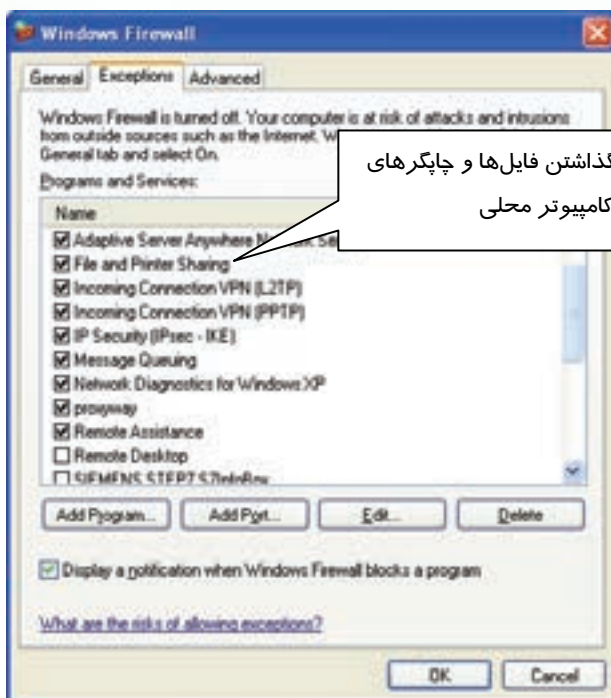 Windows Firewall
General Exceptions Advanced
Windows Firewall is turned off. Your computer is at risk of attacks and intrusions
from outside sources such as the Internet. W
General tab and select On.
Programs and Services:
گذاشتن فایل‌ها و چاپگرهای
کامپیوتر محلی
Name
Adaptive Server Anywhere N Se
File and Printer Sharing
Incoming Connection VPN (L2TP)
Incoming Connection VPN (PPTP)
IP Security (IPsec - IKE)
Message Queuing
Network Diagnostics for Windows XP
proxyway
Remote Assistance
Remote Desktop
SIEMENS STEP7
Add Program... Add Port... Edit... Delete
Display a notification when Windows Firewall blocks a program
What are the risks of allowing exceptions?
OK Cancel